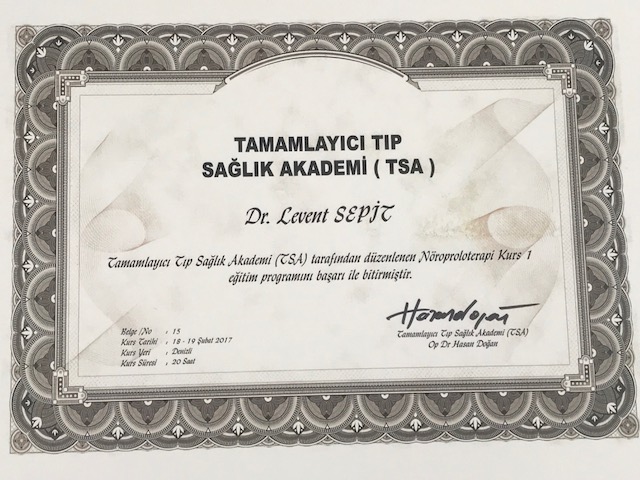 TAMAMLAYICI TIP
SAĞLIK AKADEMİ ( TSA )
Dr. Levent SEPİT
Tamamlayıcı Tıp Sağlık Akademi (TSA) tarafından düzenlenen Nöroproloterapi Kurs 1
eğitim programını başarı ile bitirmiştir.
Belge /No : 15
Kurs Tarihi : 18 - 19 Şubat 2017
Kurs Yeri : Denizli
Kurs Süresi : 20 Saat
Tamamlayıcı Tıp Sağlık Akademi (TSA)
Op Dr Hasan Doğan